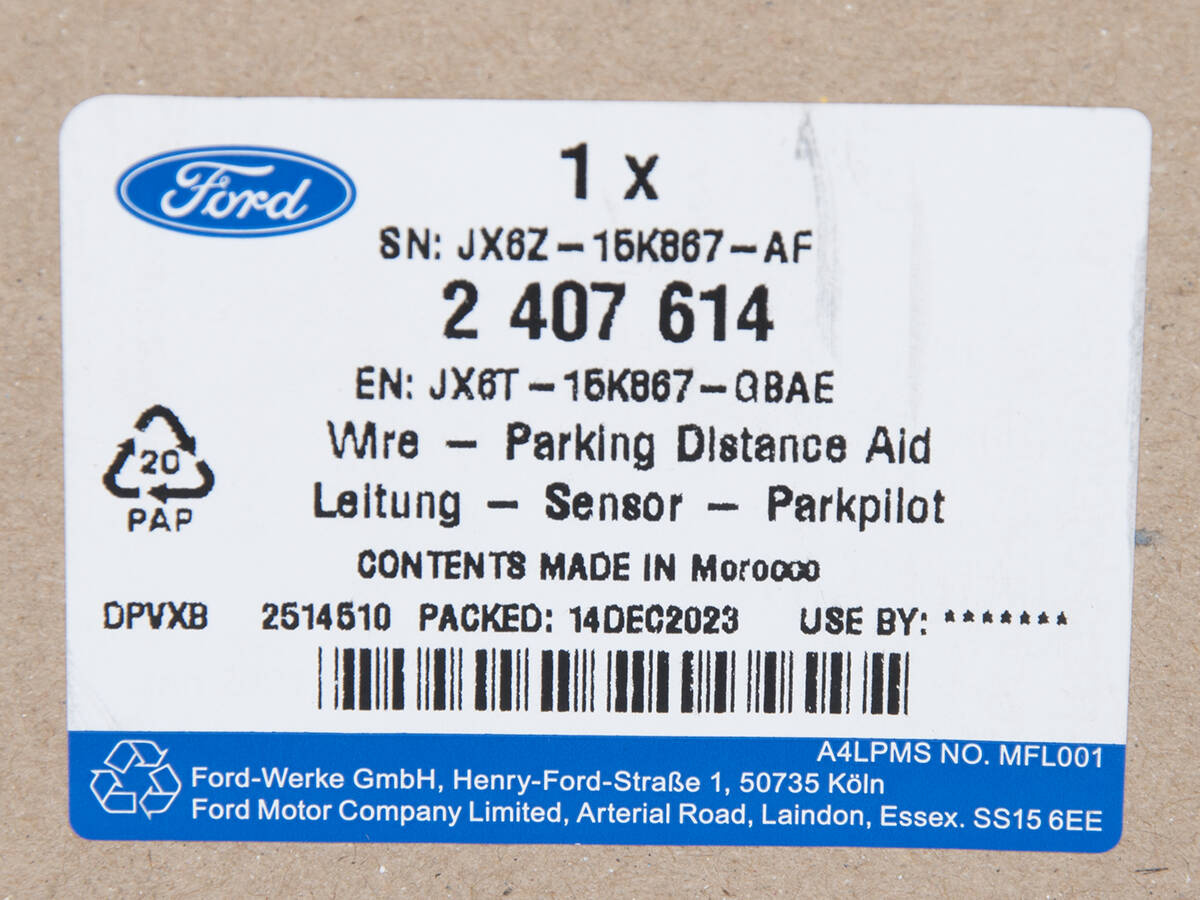 Ford
1 x
SN: JX6Z-15K867-AF
2 407 614
EN: JX6T-15K867-GBAE
Wire - Parking Distance Aid
Leitung - Sensor - Parkpilot
20
PAP
CONTENTS MADE IN Morocco
DPVXB 2514510 PACKED: 14DEC2023 USE BY: *******
A4LPMS NO. MFL001
Ford-Werke GmbH, Henry-Ford-Straße 1, 50735 Köln
Ford Motor Company Limited, Arterial Road, Laindon, Essex. SS15 6EE